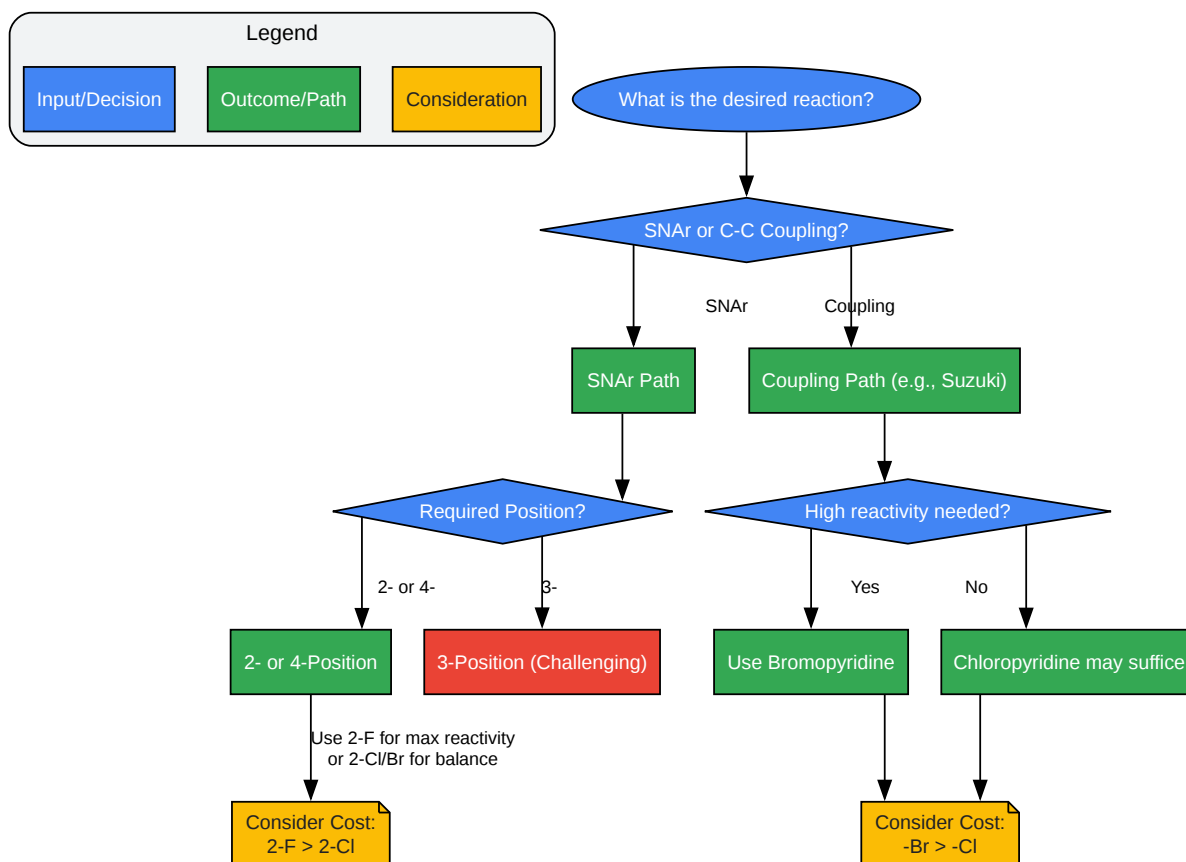 Legend
Input/Decision
Outcome/Path
Consideration
What is the desired reaction?
SNAr or C-C Coupling?
SNAr
Coupling
SNAr Path
Coupling Path (e.g., Suzuki)
Required Position?
High reactivity needed?
2- or 4-
3-
Yes
No
2- or 4-Position
3-Position (Challenging)
Use Bromopyridine
Chloropyridine may suffice
Use 2-F for max reactivity
or 2-Cl/Br for balance
Consider Cost:
2-F > 2-Cl
Consider Cost:
-Br > -Cl